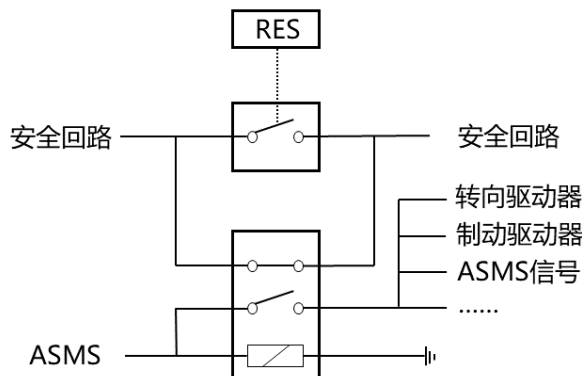 RES
安全回路
安全回路
转向驱动器
制动驱动器
ASMS信号
......
ASMS